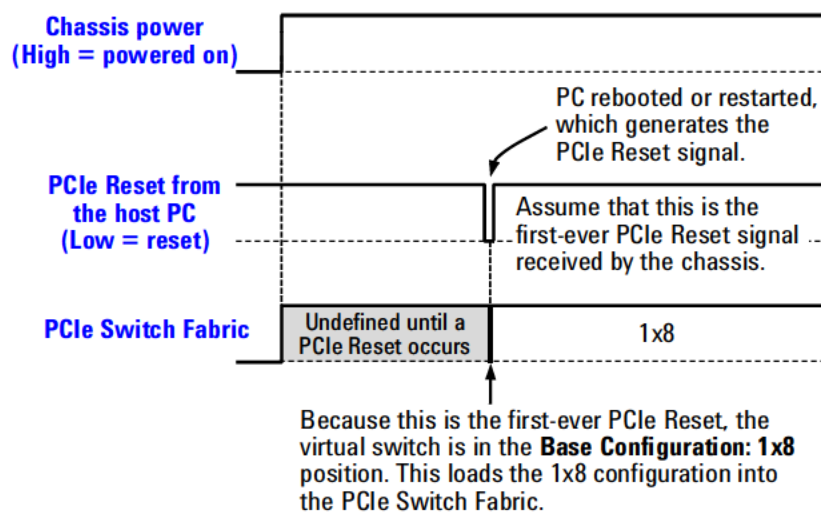 Chassis power
(High = powered on)
PC rebooted or restarted,
which generates the
PCIe Reset signal.
PCIe Reset from
the host PC
(Low = reset)
Assume that this is the
first-ever PCIe Reset signal
received by the chassis.
PCIe Switch Fabric
Undefined until a
PCIe Reset occurs
1x8
Because this is the first-ever PCIe Reset, the
virtual switch is in the Base Configuration: 1x8
position. This loads the 1x8 configuration into
the PCIe Switch Fabric.